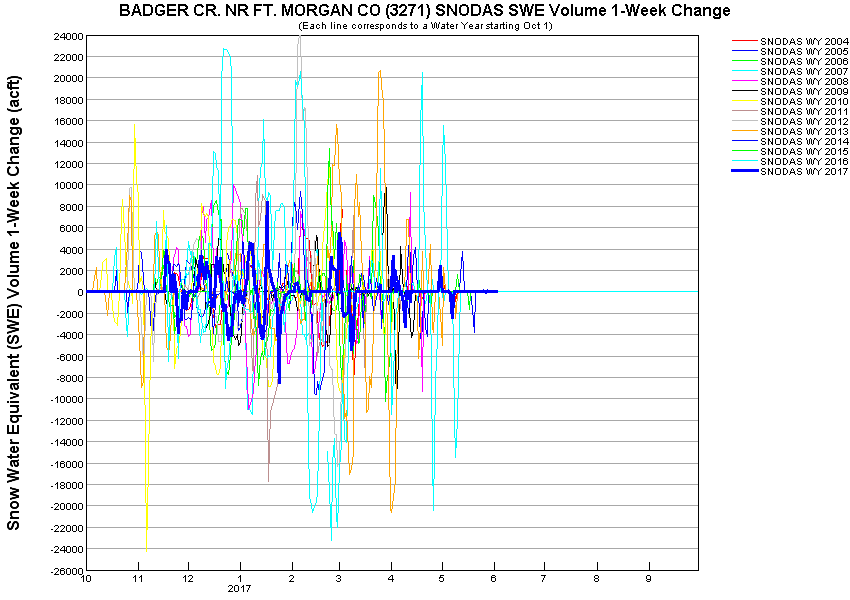 BADGER CR. NR FT. MORGAN CO (3271) SNODAS SWE Volume 1-Week Change
(Each line corresponds to a Water Year starting Oct 1)
Snow Water Equivalent (SWE) Volume 1-Week Change (acft)
24000
22000
20000
18000
16000
14000
12000
10000
8000
6000
4000
2000
0
-2000
-4000
-6000
-8000
-10000
-12000
-14000
-16000
-18000
-20000
-22000
-24000
-26000
10 11 12 1 2 3 4 5 6 7 8 9
2017
SNODAS WY 2004
SNODAS WY 2005
SNODAS WY 2006
SNODAS WY 2007
SNODAS WY 2008
SNODAS WY 2009
SNODAS WY 2010
SNODAS WY 2011
SNODAS WY 2012
SNODAS WY 2013
SNODAS WY 2014
SNODAS WY 2015
SNODAS WY 2016
SNODAS WY 2017